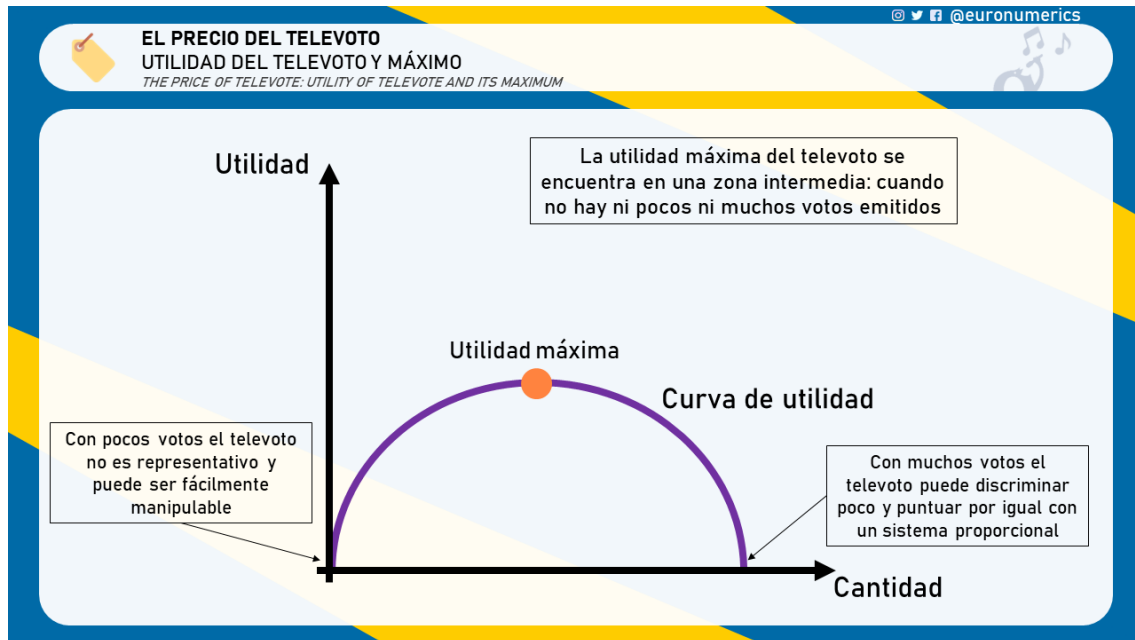 @euronumerics
EL PRECIO DEL TELEVOTO
UTILIDAD DEL TELEVOTO Y MÁXIMO
THE PRICE OF TELEVOTE: UTILITY OF TELEVOTE AND ITS MAXIMUM
Utilidad
La utilidad máxima del televoto se
encuentra en una zona intermedia: cuando
no hay ni pocos ni muchos votos emitidos
Utilidad máxima
Curva de utilidad
Con pocos votos el televoto
no es representativo y
puede ser fácilmente
manipulable
Con muchos votos el
televoto puede discriminar
poco y puntuar por igual con
un sistema proporcional
Cantidad